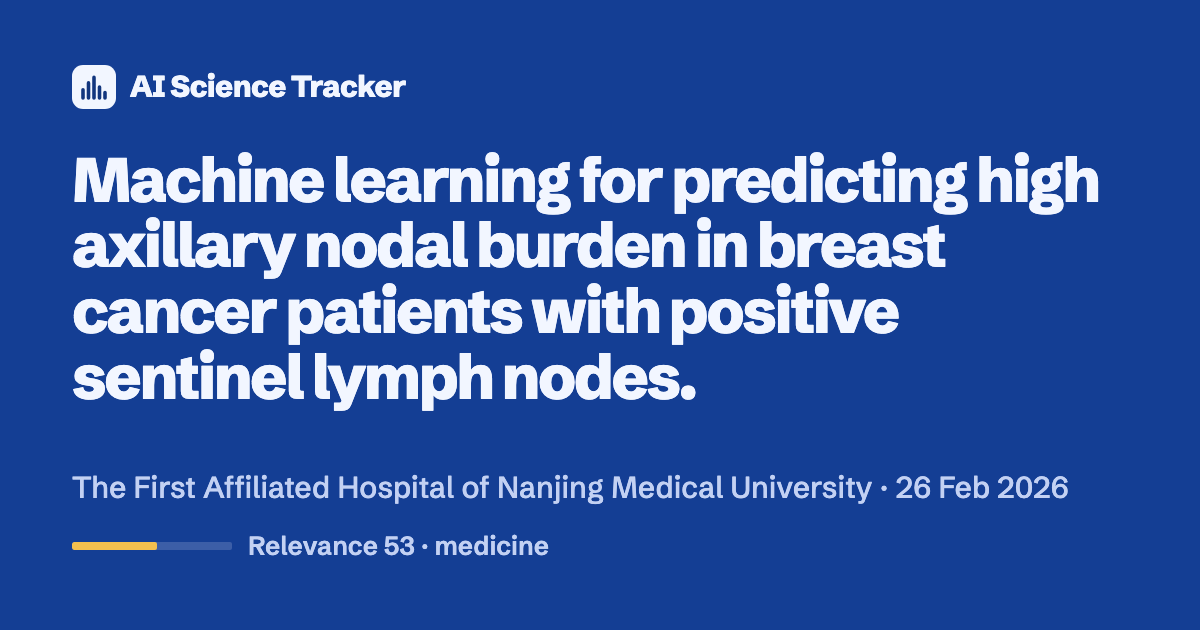 AI Science Tracker
Machine learning for predicting high
axillary nodal burden in breast
cancer patients with positive
sentinel lymph nodes.
The First Affiliated Hospital of Nanjing Medical University · 26 Feb 2026
Relevance 53 · medicine